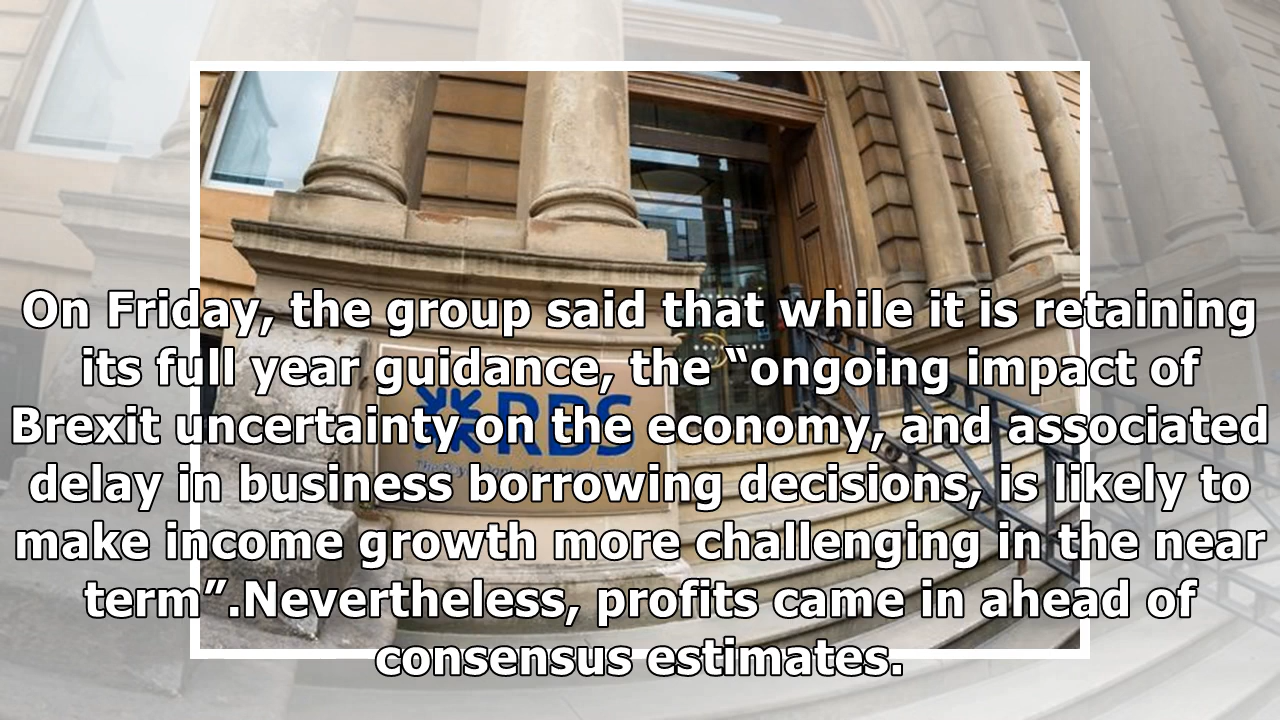 On Friday, the group said that while it is retaining
its full year guidance, the “ongoing impact of
Brexit uncertainty on the economy, and associated
delay in business borrowing decisions, is likely to
make income growth more challenging in the near
term”.Nevertheless, profits came in ahead of
consensus estimates.
RBS